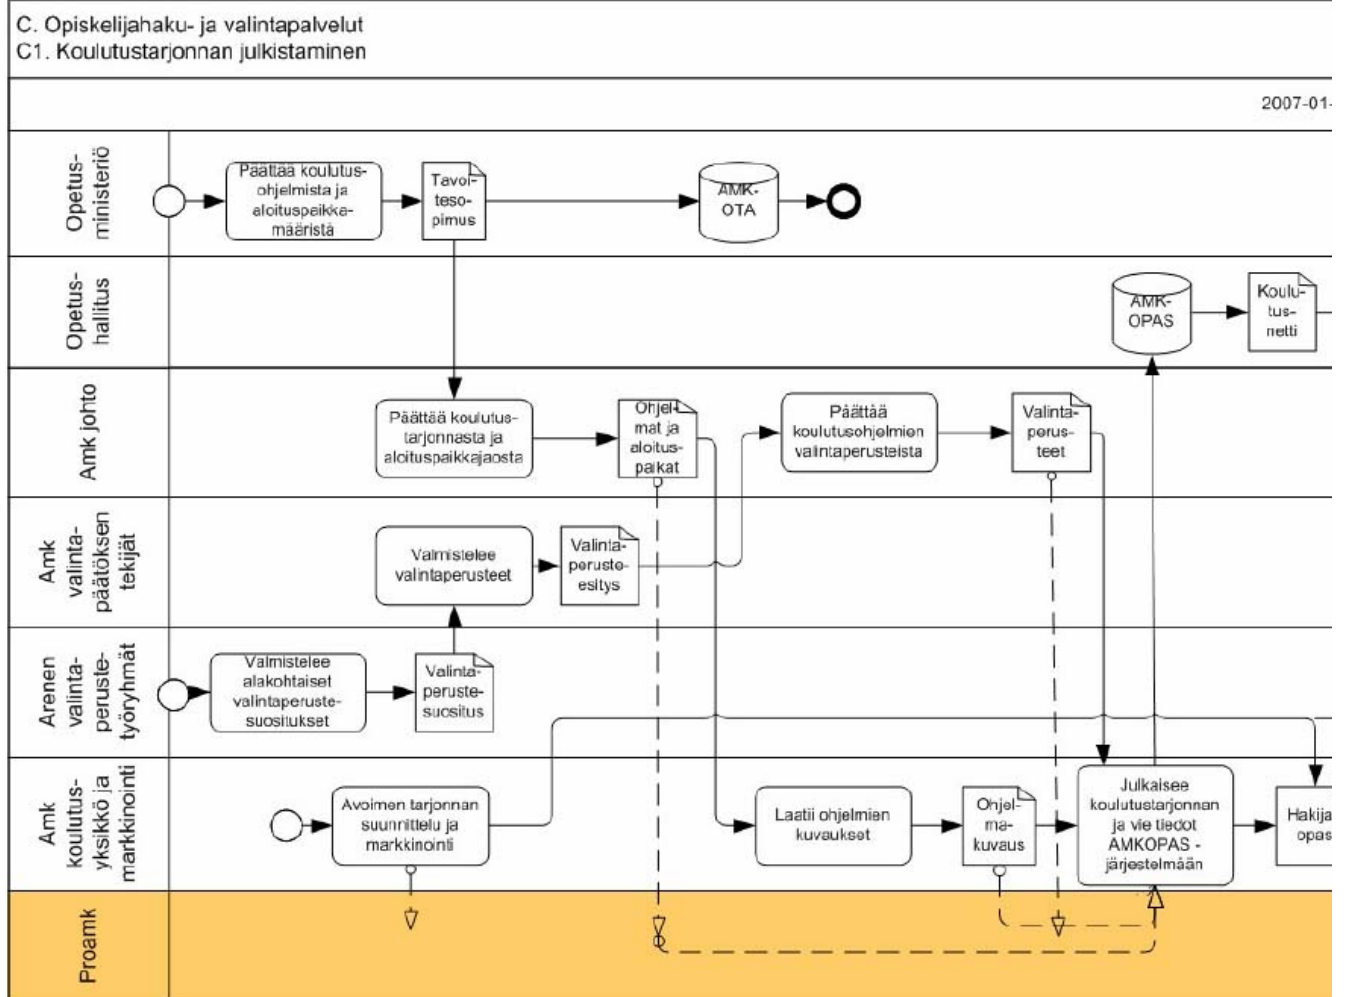 C. Opiskelijahaku- ja valintapalvelut
C1. Koulutustarjonnan julkistaminen
2007-01-
Opetus-
ministeriö
Päättää koulutus-
ohjelmista ja
aloituspaikka-
määristä
Tavoi-
tesο-
pimus
AMK-
OTA
Opetus-
hallitus
AMK-
OPAS
Koulu-
tus-
netti
Amk johto
Päättää koulutus-
tarjonnasta ja
aloituspaikkajaosta
Ohjel-
mat ja
aloitus-
paikat
Päättää
koulutusohjelmien
valintaperusteista
Valinta-
perus-
teet
Amk
valinta-
päätöksen
tekijät
Valmistelee
valintaperusteet
Valinta-
peruste-
esitys
Arenen
valinta-
peruste-
työryhmät
Valmistelee
alakohtaiset
valintaperuste-
suositukset
Valinta-
peruste-
suositus
Amk
koulutus-
yksikkö ja
markkinointi
Avoimen tarjonnan
suunnittelu ja
markkinointi
Laatii ohjelmien
kuvaukset
Ohjel-
ma-
kuvaus
Julkaisee
koulutustarjonnan
ja vie tiedot
AMKOPAS -
järjestelmään
Hakija
opas
Proamk